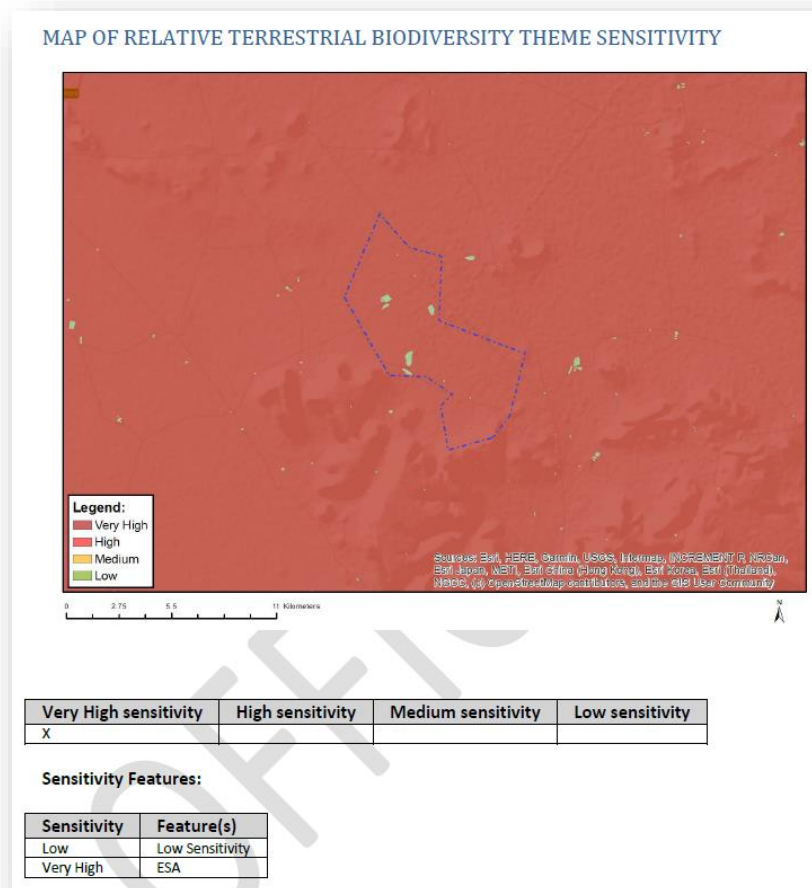 MAP OF RELATIVE TERRESTRIAL BIODIVERSITY THEME SENSITIVITY
Legend:
Very High
High
Medium
Low
Sources: Esri, HERE, Garmin, USGS, Intermap, INCREMENT P, NRCan,
Esri Japan, METI, Esri China (Hong Kong), Esri Korea, Esri (Thailand),
NGCC, (c) OpenStreetMap contributors, and the GIS User Community
0 2.75 5.5 11 Kilometers
N
Very High sensitivity High sensitivity Medium sensitivity Low sensitivity
X
Sensitivity Features:
Sensitivity Feature(s)
Low Low Sensitivity
Very High ESA